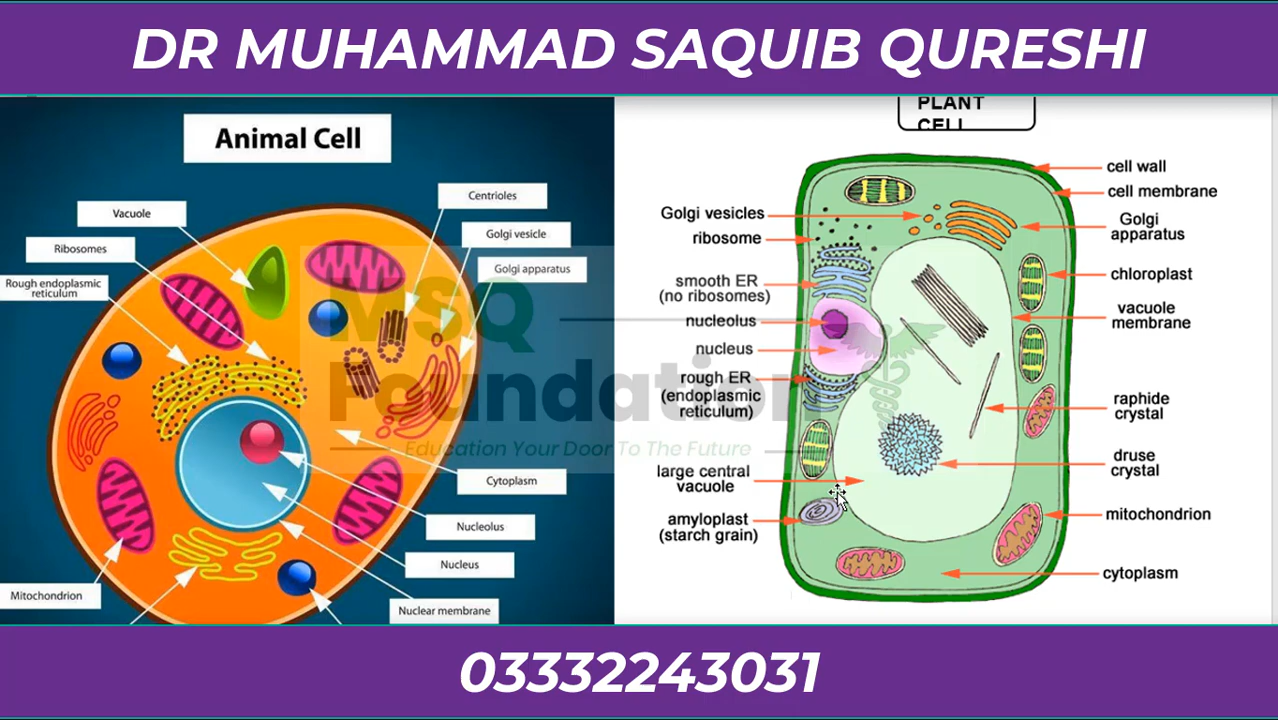 DR MUHAMMAD SAQUIB QURESHI
Animal Cell
Centrioles
Vacuole
Golgi vesicle
Ribosomes
Golgi apparatus
Rough endoplasmic
reticulum
Cytoplasm
Nucleolus
Nucleus
Mitochondrion
Nuclear membrane
PLANT
CELL
cell wall
cell membrane
Golgi vesicles
Golgi
apparatus
ribosome
chloroplast
smooth ER
(no ribosomes)
vacuole
membrane
nucleolus
nucleus
rough ER
(endoplasmic
reticulum)
raphide
crystal
druse
crystal
large central
vacuole
mitochondrion
amyloplast
(starch grain)
cytoplasm
MSQ
Foundation
Education Your Door To The Future
03332243031